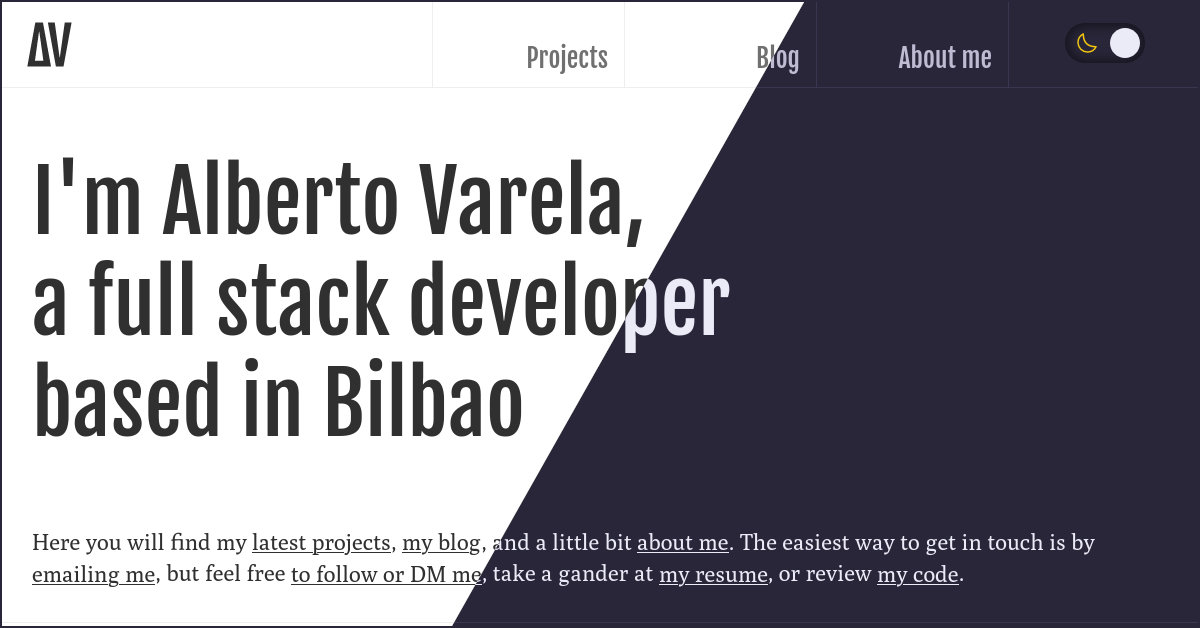 ΔV
Projects
Blog
About me
I'm Alberto Varela,
a full stack developer
based in Bilbao
Here you will find my latest projects, my blog, and a little bit about me. The easiest way to get in touch is by
emailing me, but feel free to follow or DM me, take a gander at my resume, or review my code.